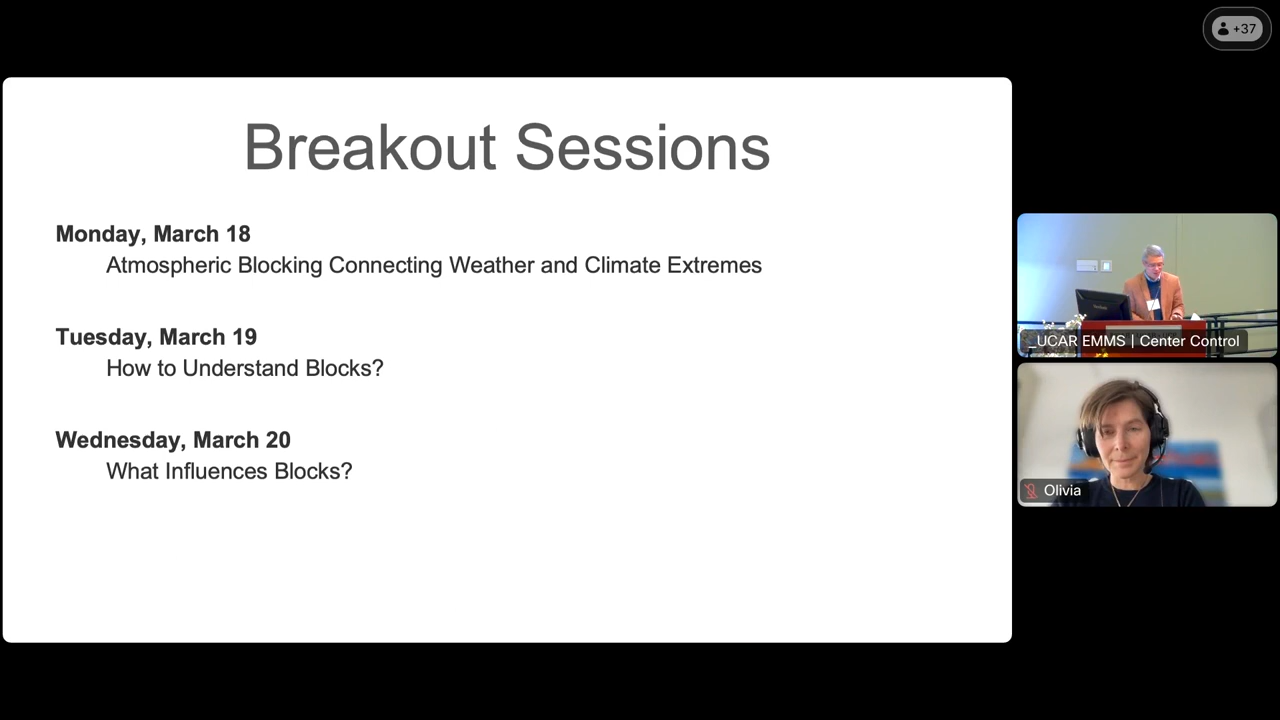 +37
Breakout Sessions
Monday, March 18
Atmospheric Blocking Connecting Weather and Climate Extremes
Tuesday, March 19
How to Understand Blocks?
Wednesday, March 20
What Influences Blocks?
_UCAR EMMS | Center Control
Olivia